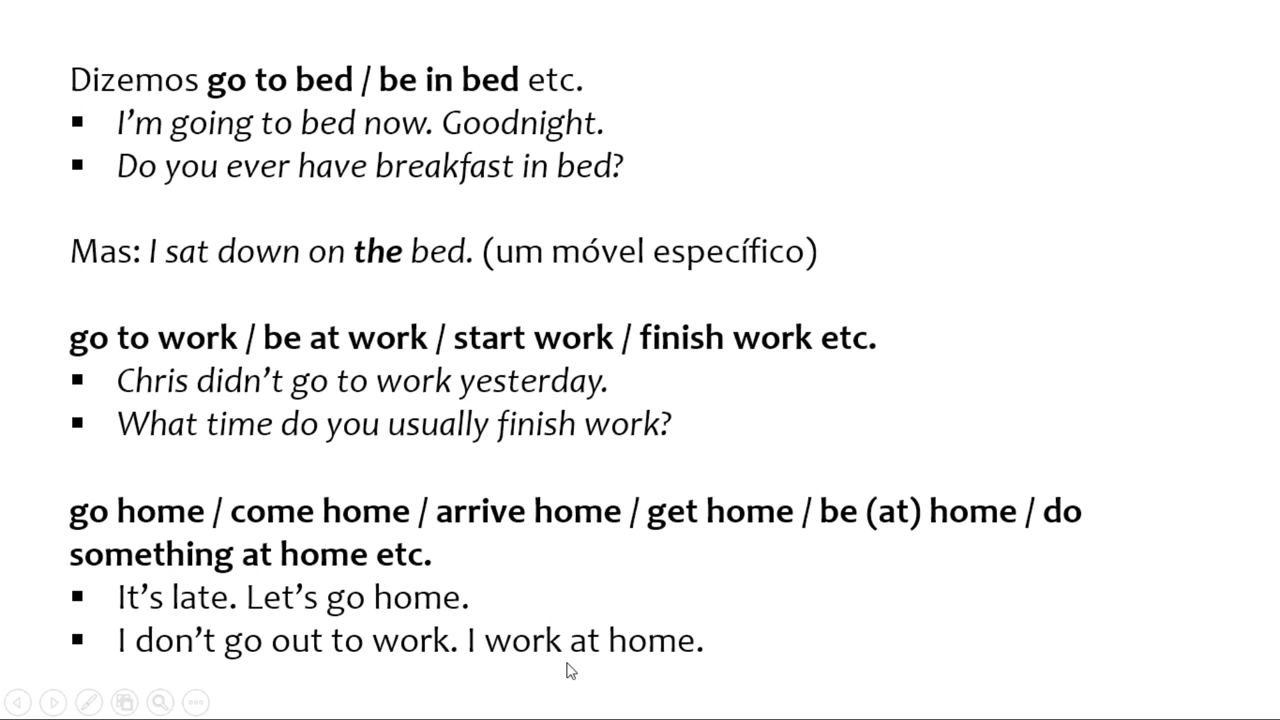 Dizemos go to bed / be in bed etc.
▪ I’m going to bed now. Goodnight.
▪ Do you ever have breakfast in bed?
Mas: I sat down on the bed. (um móvel específico)
go to work / be at work / start work / finish work etc.
▪ Chris didn’t go to work yesterday.
▪ What time do you usually finish work?
go home / come home / arrive home / get home / be (at) home / do
something at home etc.
▪ It’s late. Let’s go home.
▪ I don’t go out to work. I work at home.